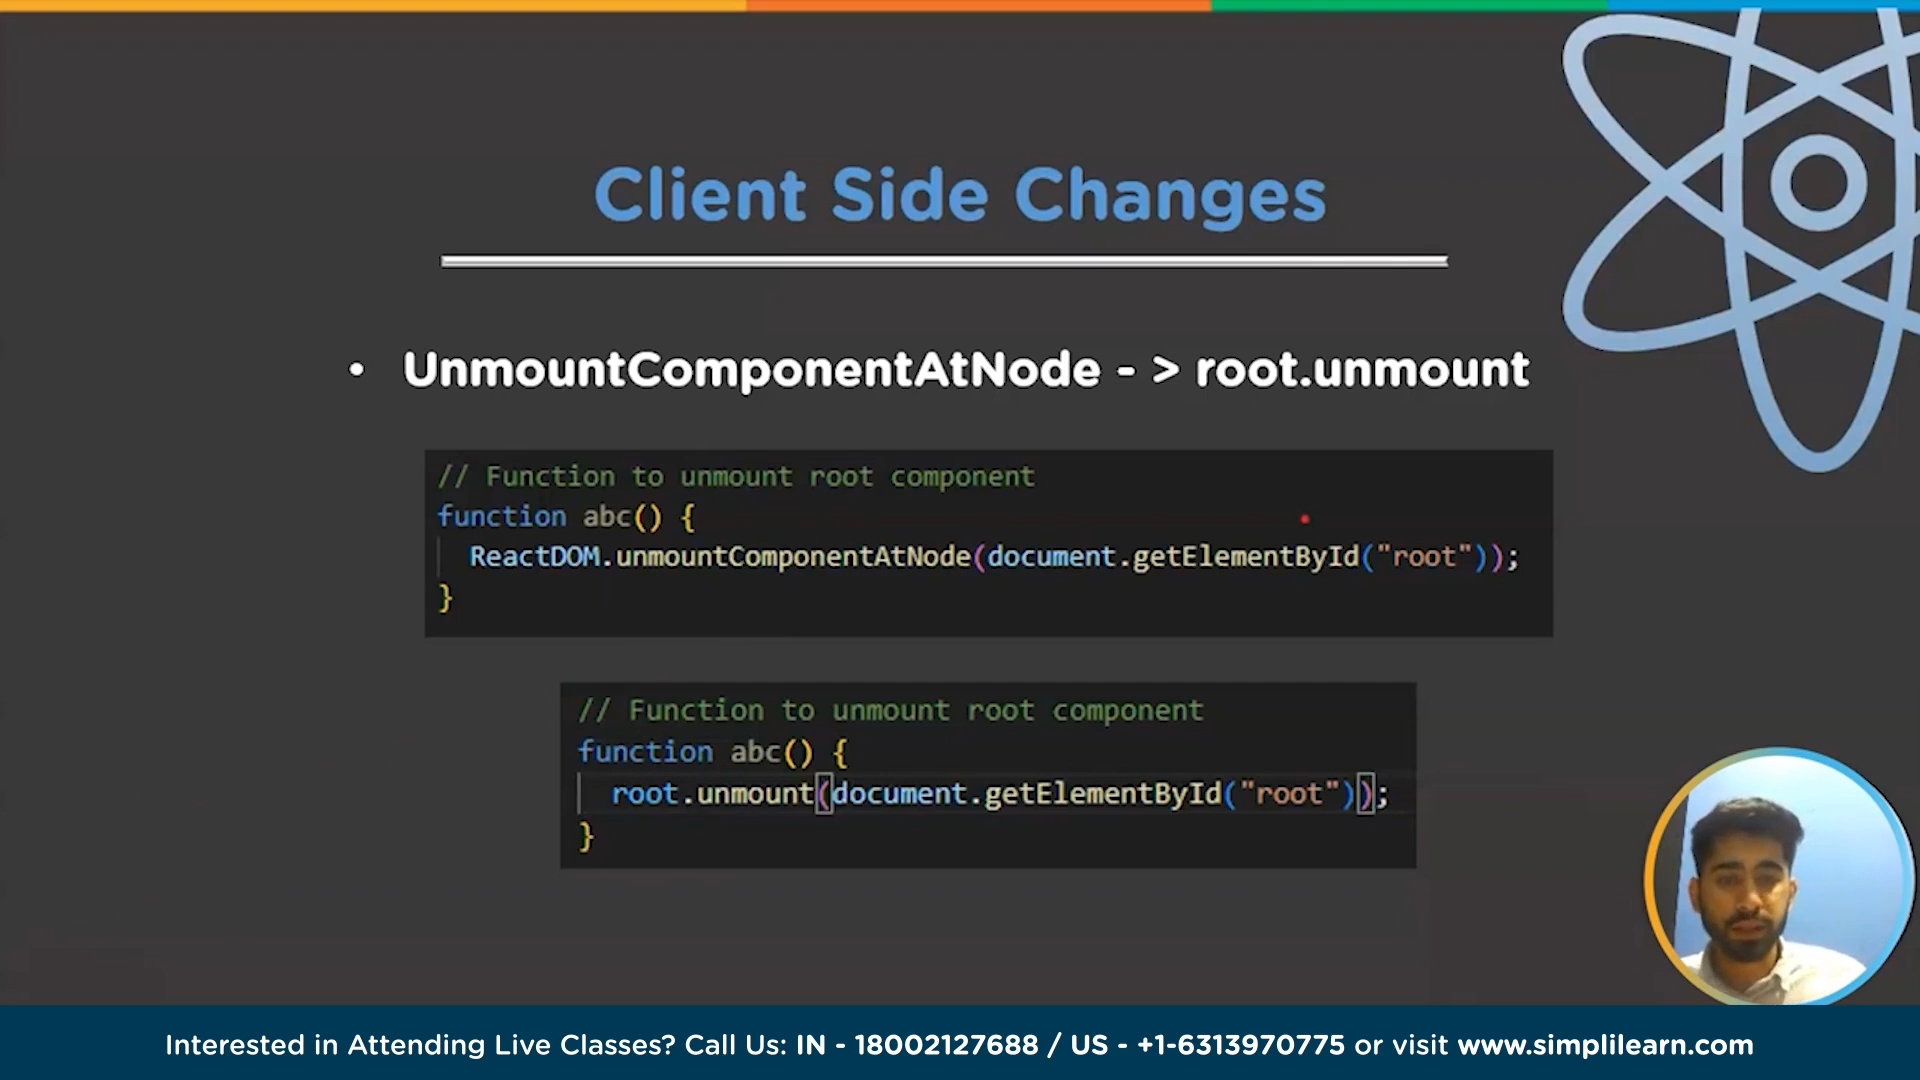 Client Side Changes
• UnmountComponentAtNode - > root.unmount
// Function to unmount root component
function abc() {
ReactDOM.unmountComponentAtNode(document.getElementById("root"));
}
// Function to unmount root component
function abc() {
root.unmount(document.getElementById("root"));
}
Interested in Attending Live Classes? Call Us: IN - 18002127688 / US - +1-6313970775 or visit www.simplilearn.com